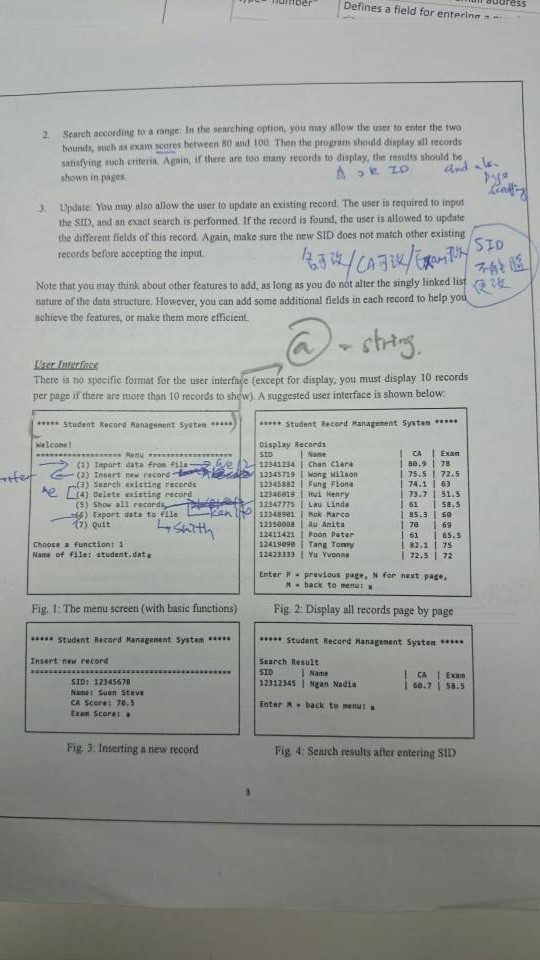 number"
Defines a field for entering a
address
2. Search according to a range: In the searching option, you may allow the user to enter the two
bounds, such as exam scores between 80 and 100. Then the program should display all records
satisfying such criteria. Again, if there are too many records to display, the results should be
shown in pages.
A or ID. and
3. Update: You may also allow the user to update an existing record. The user is required to input
the SID, and an exact search is performed. If the record is found, the user is allowed to update
the different fields of this record. Again, make sure the new SID does not match other existing
records before accepting the input.
名可改/CA可改/Exam可改
SID
不能
更改
Note that you may think about other features to add, as long as you do not alter the singly linked list
nature of the data structure. However, you can add some additional fields in each record to help you
achieve the features, or make them more efficient.
@ = string.
User Interface
There is no specific format for the user interface (except for display, you must display 10 records
per page if there are more than 10 records to show). A suggested user interface is shown below:
***** Student Record Management System *****
Welcome!
******************* Menu *******************
(1) Import data from file
(2) Insert new record
(3) Search existing records
(4) Delete existing record
(5) Show all records
(6) Export data to file
(7) Quit
me
Ken Ho
Smith
Choose a function: 1
Name of file: student.dat
Fig. 1: The menu screen (with basic functions)
***** Student Record Management System *****
Display Records
SID | Name | CA | Exam
12341234 | Chan Clara | 80.9 | 78
12345719 | Wong Wilson | 75.5 | 72.5
12345882 | Fung Fiona | 74.1 | 63
12346019 | Hui Henry | 73.7 | 51.5
12347775 | Lau Linda | 61 | 58.5
12348901 | Mok Marco | 85.3 | 60
12350008 | Au Anita | 70 | 69
12411421 | Poon Peter | 61 | 65.5
12419090 | Tang Tommy | 82.1 | 75
12423333 | Yu Yvonne | 72.5 | 72
Enter P = previous page, N for next page,
M = back to menu:
Fig. 2: Display all records page by page
***** Student Record Management System *****
Insert new record
********************************************
SID: 12345678
Name: Suen Steve
CA Score: 70.5
Exam Score:
Fig. 3: Inserting a new record
***** Student Record Management System *****
Search Result
SID | Name | CA | Exam
12312345 | Ngan Nadia | 60.7 | 58.5
Enter M = back to menu:
Fig. 4: Search results after entering SID
3